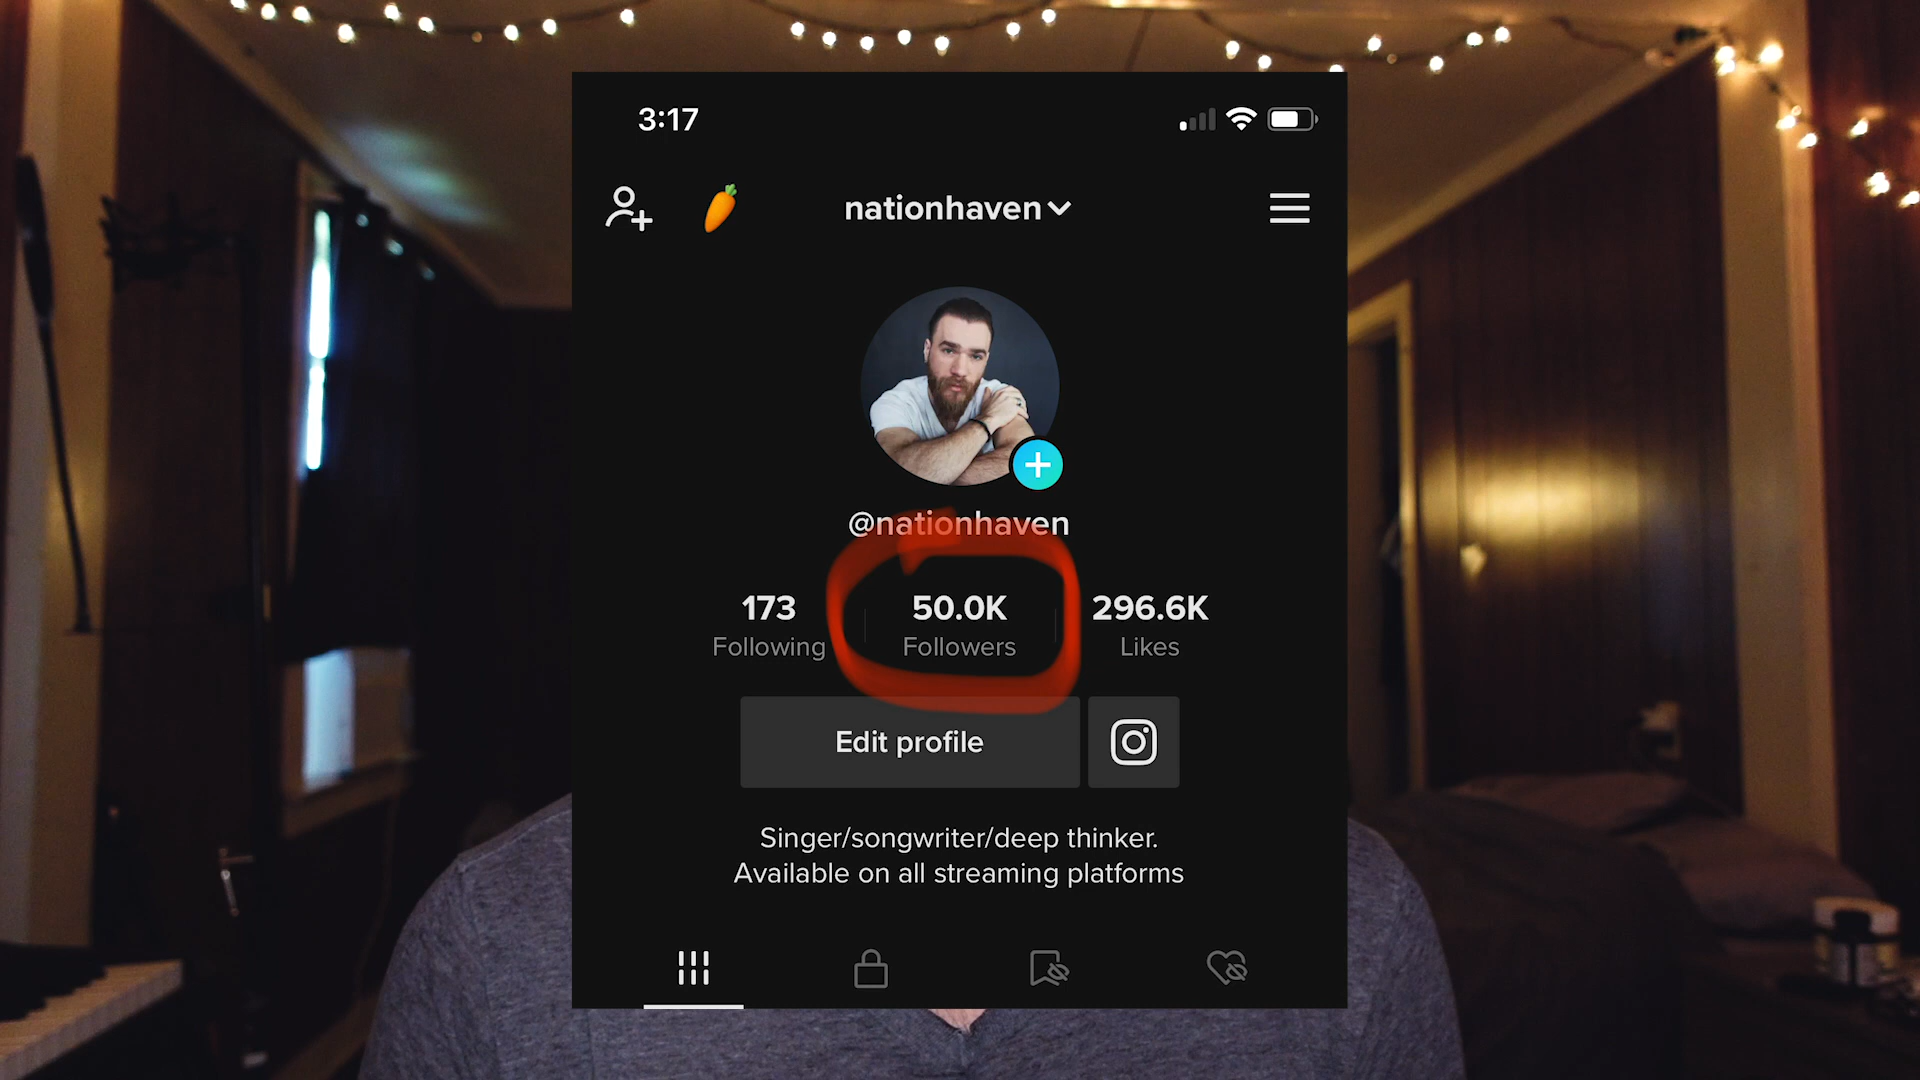 3:17
nationhaven
@nationhaven
173 50.0K 296.6K
Following Followers Likes
Edit profile
Singer/songwriter/deep thinker.
Available on all streaming platforms